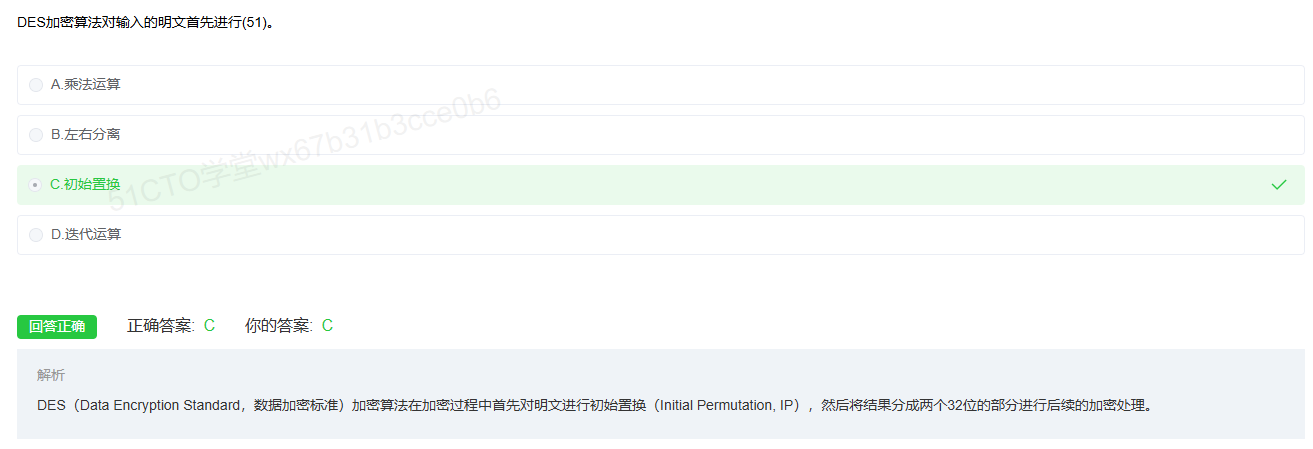 DES加密算法对输入的明文首先进行(51)。
A.乘法运算
B.左右分离
C.初始置换
D.迭代运算
51CTO学堂wx67b31b3cce0b6
回答正确 正确答案: C 你的答案: C
解析
DES（Data Encryption Standard，数据加密标准）加密算法在加密过程中首先对明文进行初始置换（Initial Permutation, IP），然后将结果分成两个32位的部分进行后续的加密处理。